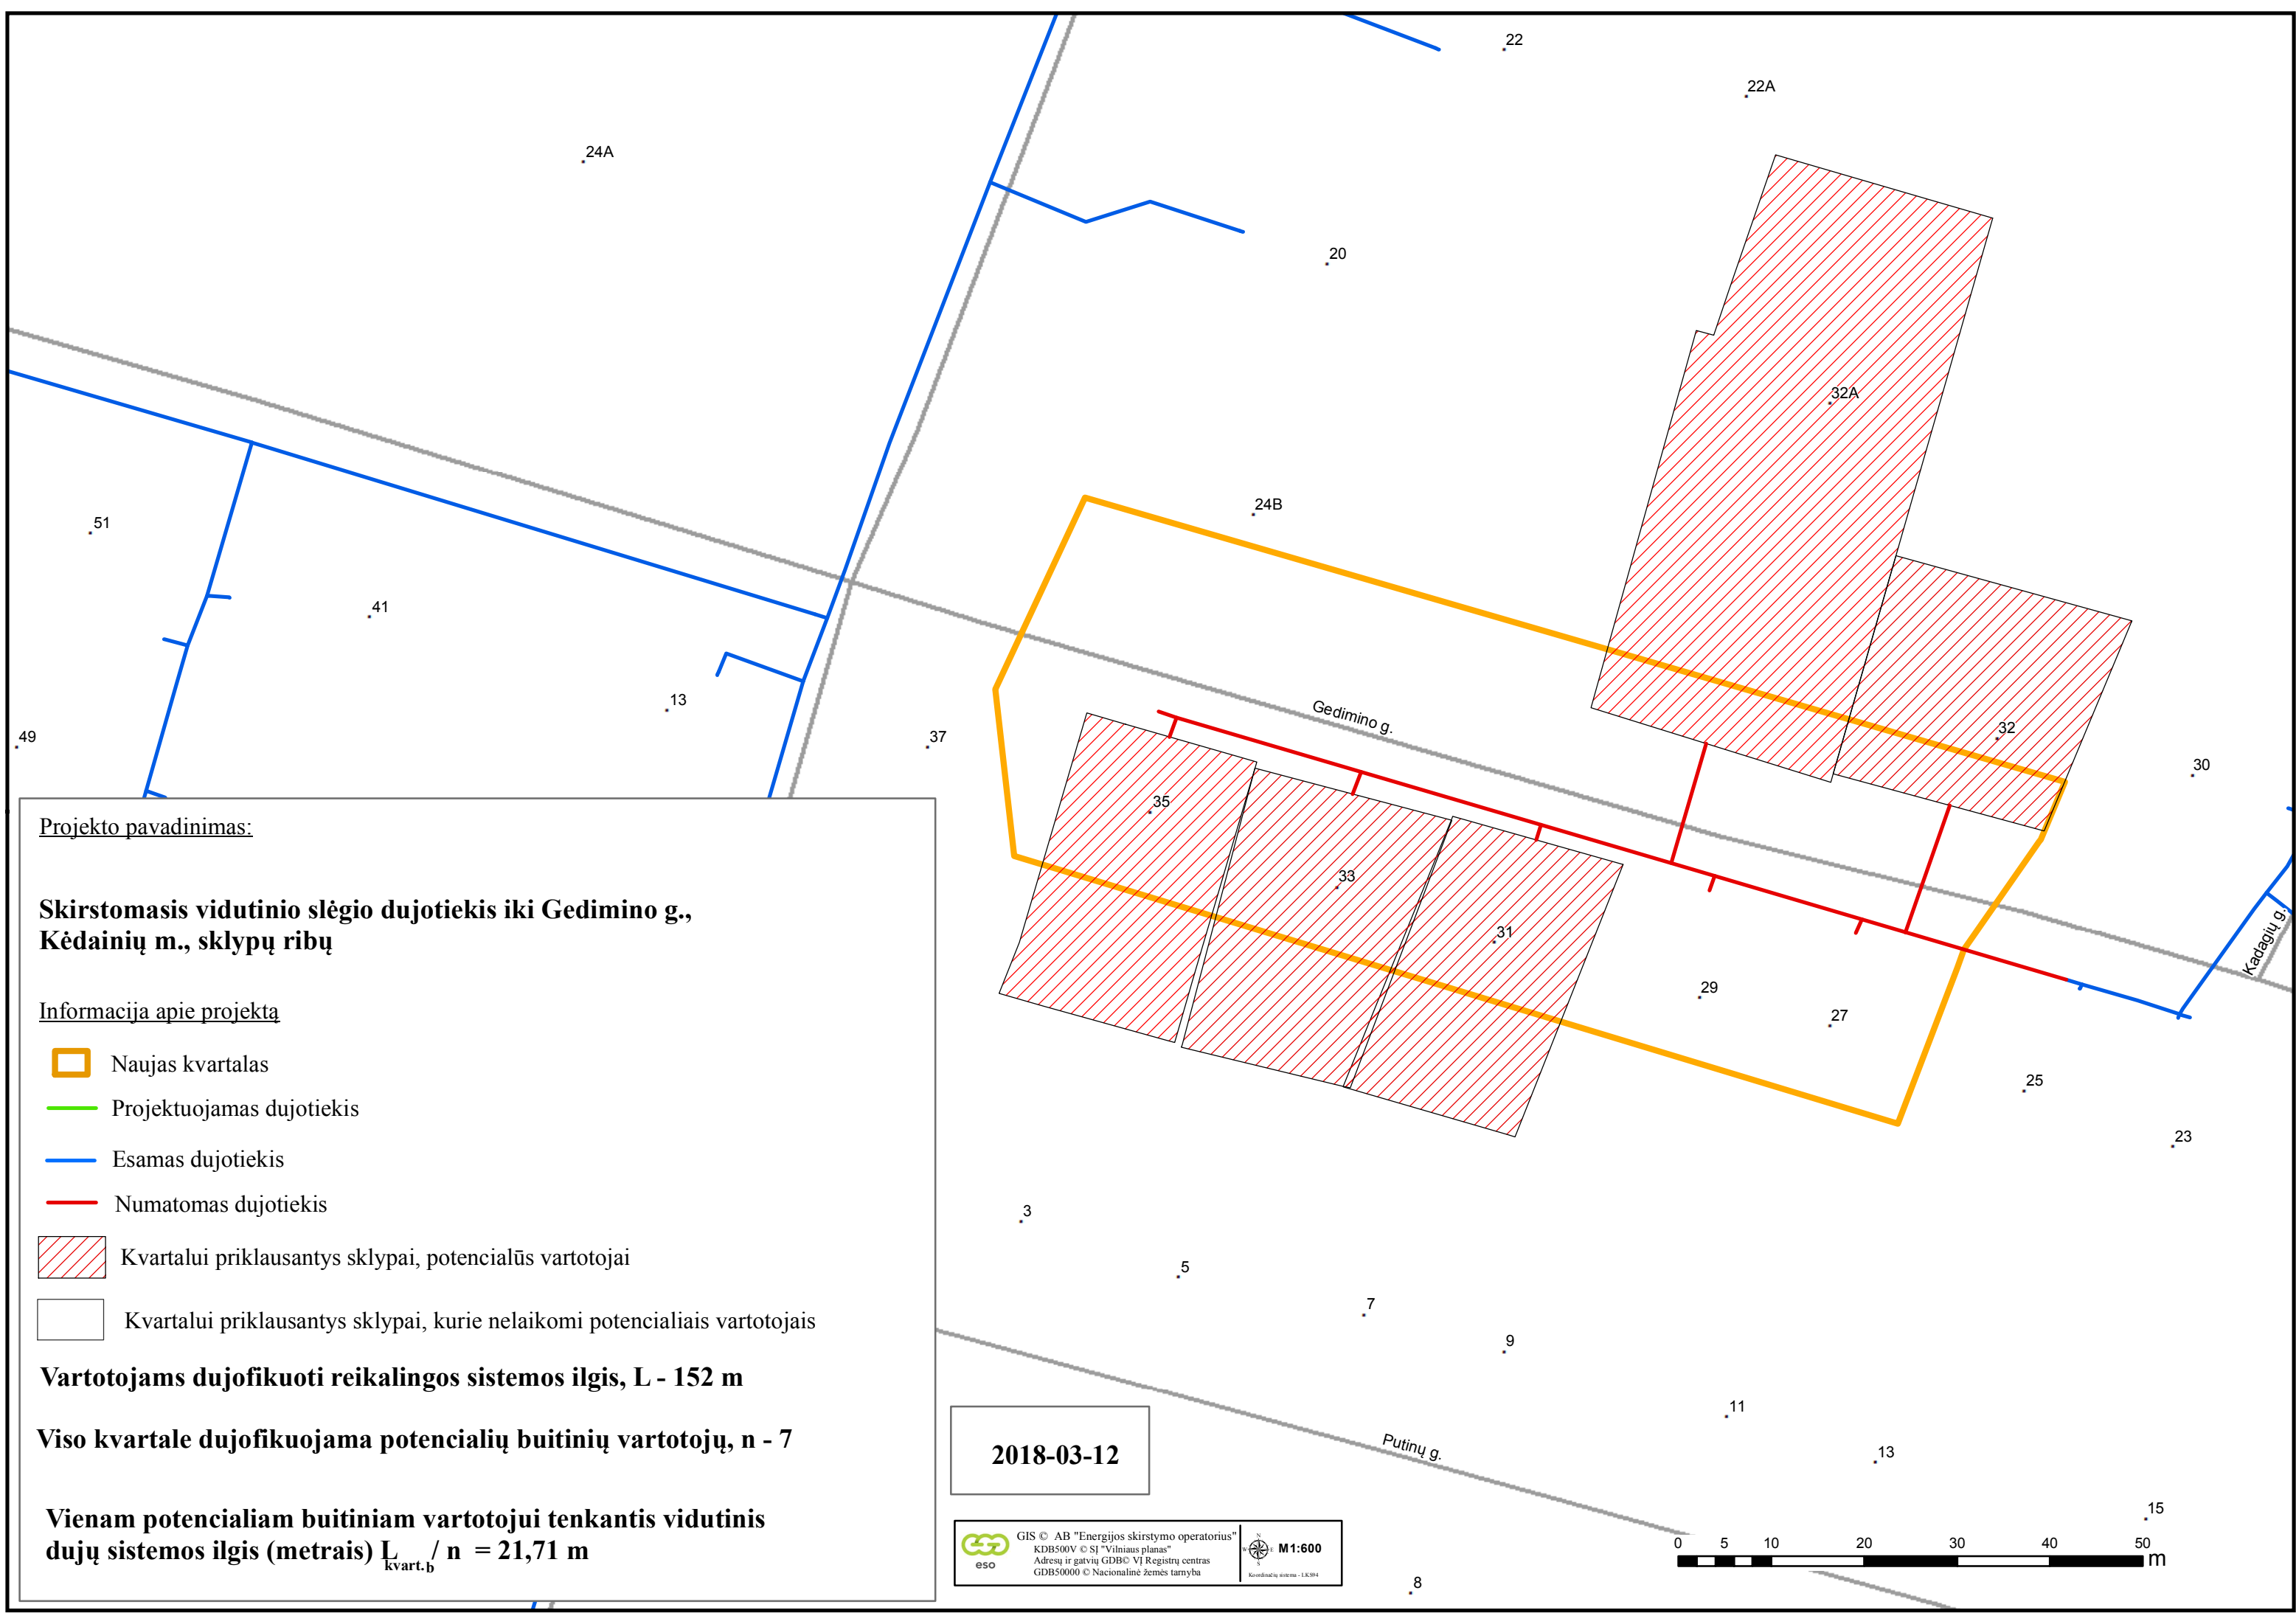 22
22A
24A
20
32A
24B
51
41
13
49
37
Gedimino g.
32
30
35
33
31
29
27
Kadagių g.
25
23
3
5
7
9
11
13
15
8
Putinų g.
Projekto pavadinimas:
Skirstomasis vidutinio slėgio dujotiekis iki Gedimino g.,
Kėdainių m., sklypų ribų
Informacija apie projektą
Naujas kvartalas
Projektuojamas dujotiekis
Esamas dujotiekis
Numatomas dujotiekis
Kvartalui priklausantys sklypai, potencialūs vartotojai
Kvartalui priklausantys sklypai, kurie nelaikomi potencialiais vartotojais
Vartotojams dujofikuoti reikalingos sistemos ilgis, L - 152 m
Viso kvartale dujofikuojama potencialių buitinių vartotojų, n - 7
Vienam potencialiam buitiniam vartotojui tenkantis vidutinis
dujų sistemos ilgis (metrais) L kvart.b / n = 21,71 m
2018-03-12
eso
GIS © AB "Energijos skirstymo operatorius"
KDB500V © SĮ "Vilniaus planas"
Adresų ir gatvių GDB© VĮ Registrų centras
GDB50000 © Nacionalinė žemės tarnyba
N
W E
S
M1:600
Koordinačių sistema - LKS94
0 5 10 20 30 40 50
m